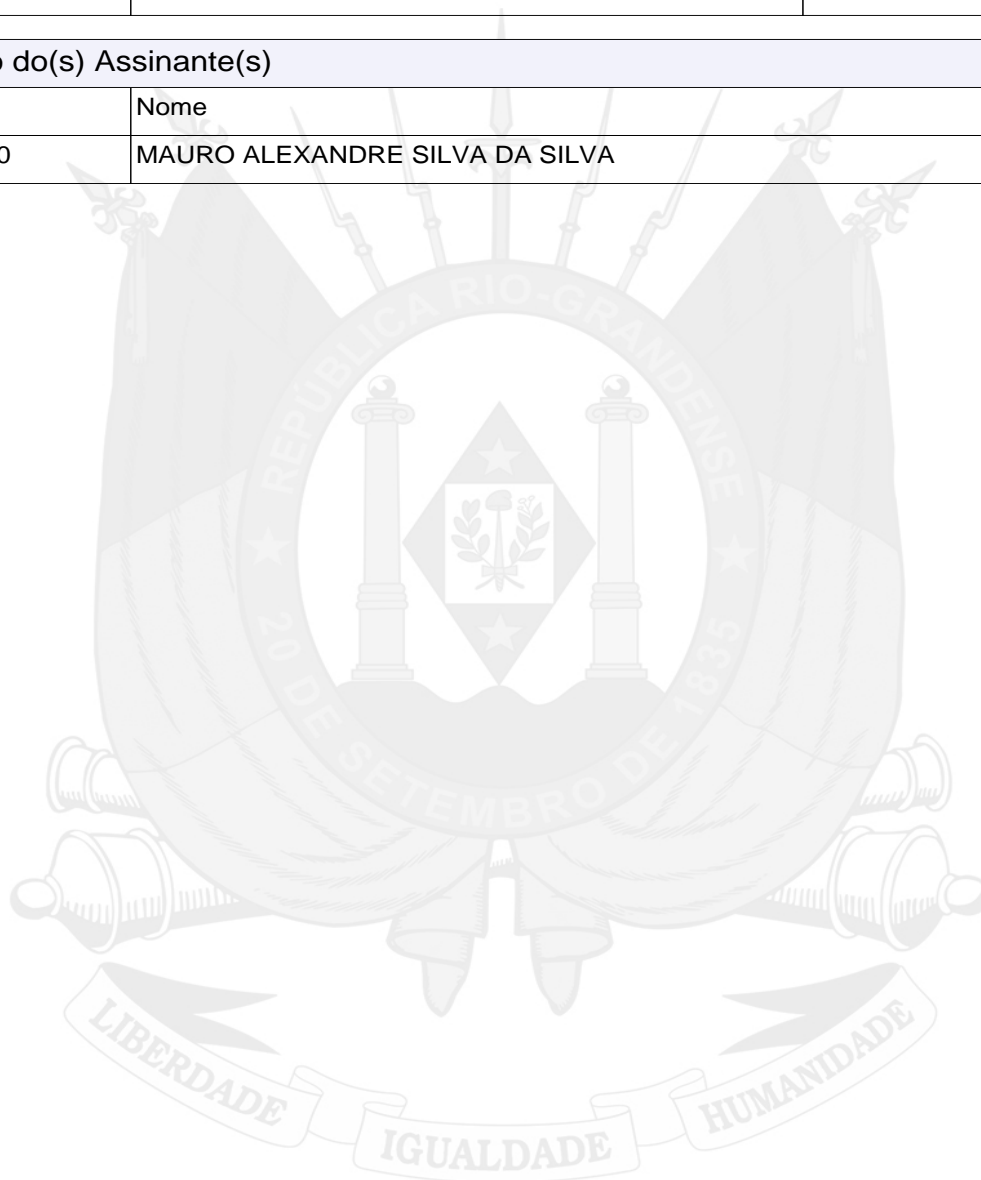 o do(s) Assinante(s)
Nome
0 MAURO ALEXANDRE SILVA DA SILVA
REPÚBLICA RIO-GRANDENSE
★ 20 DE SETEMBRO DE 1835 ★
LIBERDADE IGUALDADE HUMANIDADE